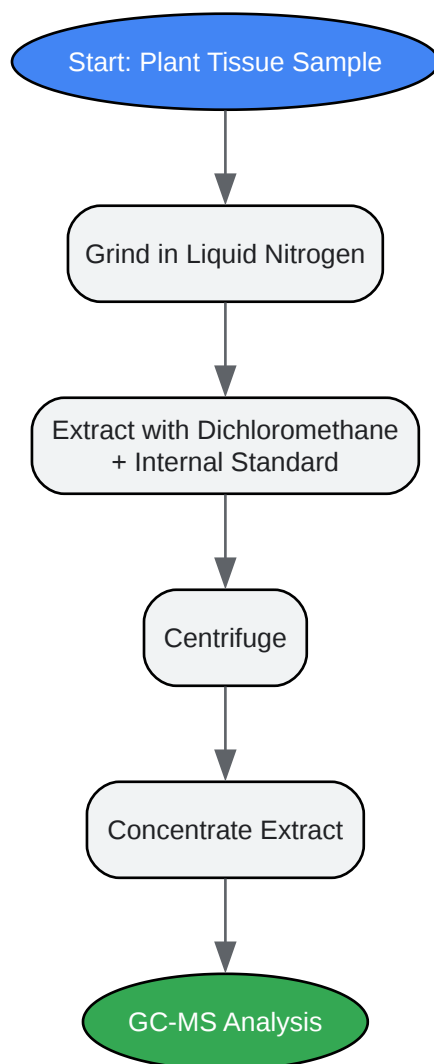 Start: Plant Tissue Sample
Grind in Liquid Nitrogen
Extract with Dichloromethane
+ Internal Standard
Centrifuge
Concentrate Extract
GC-MS Analysis